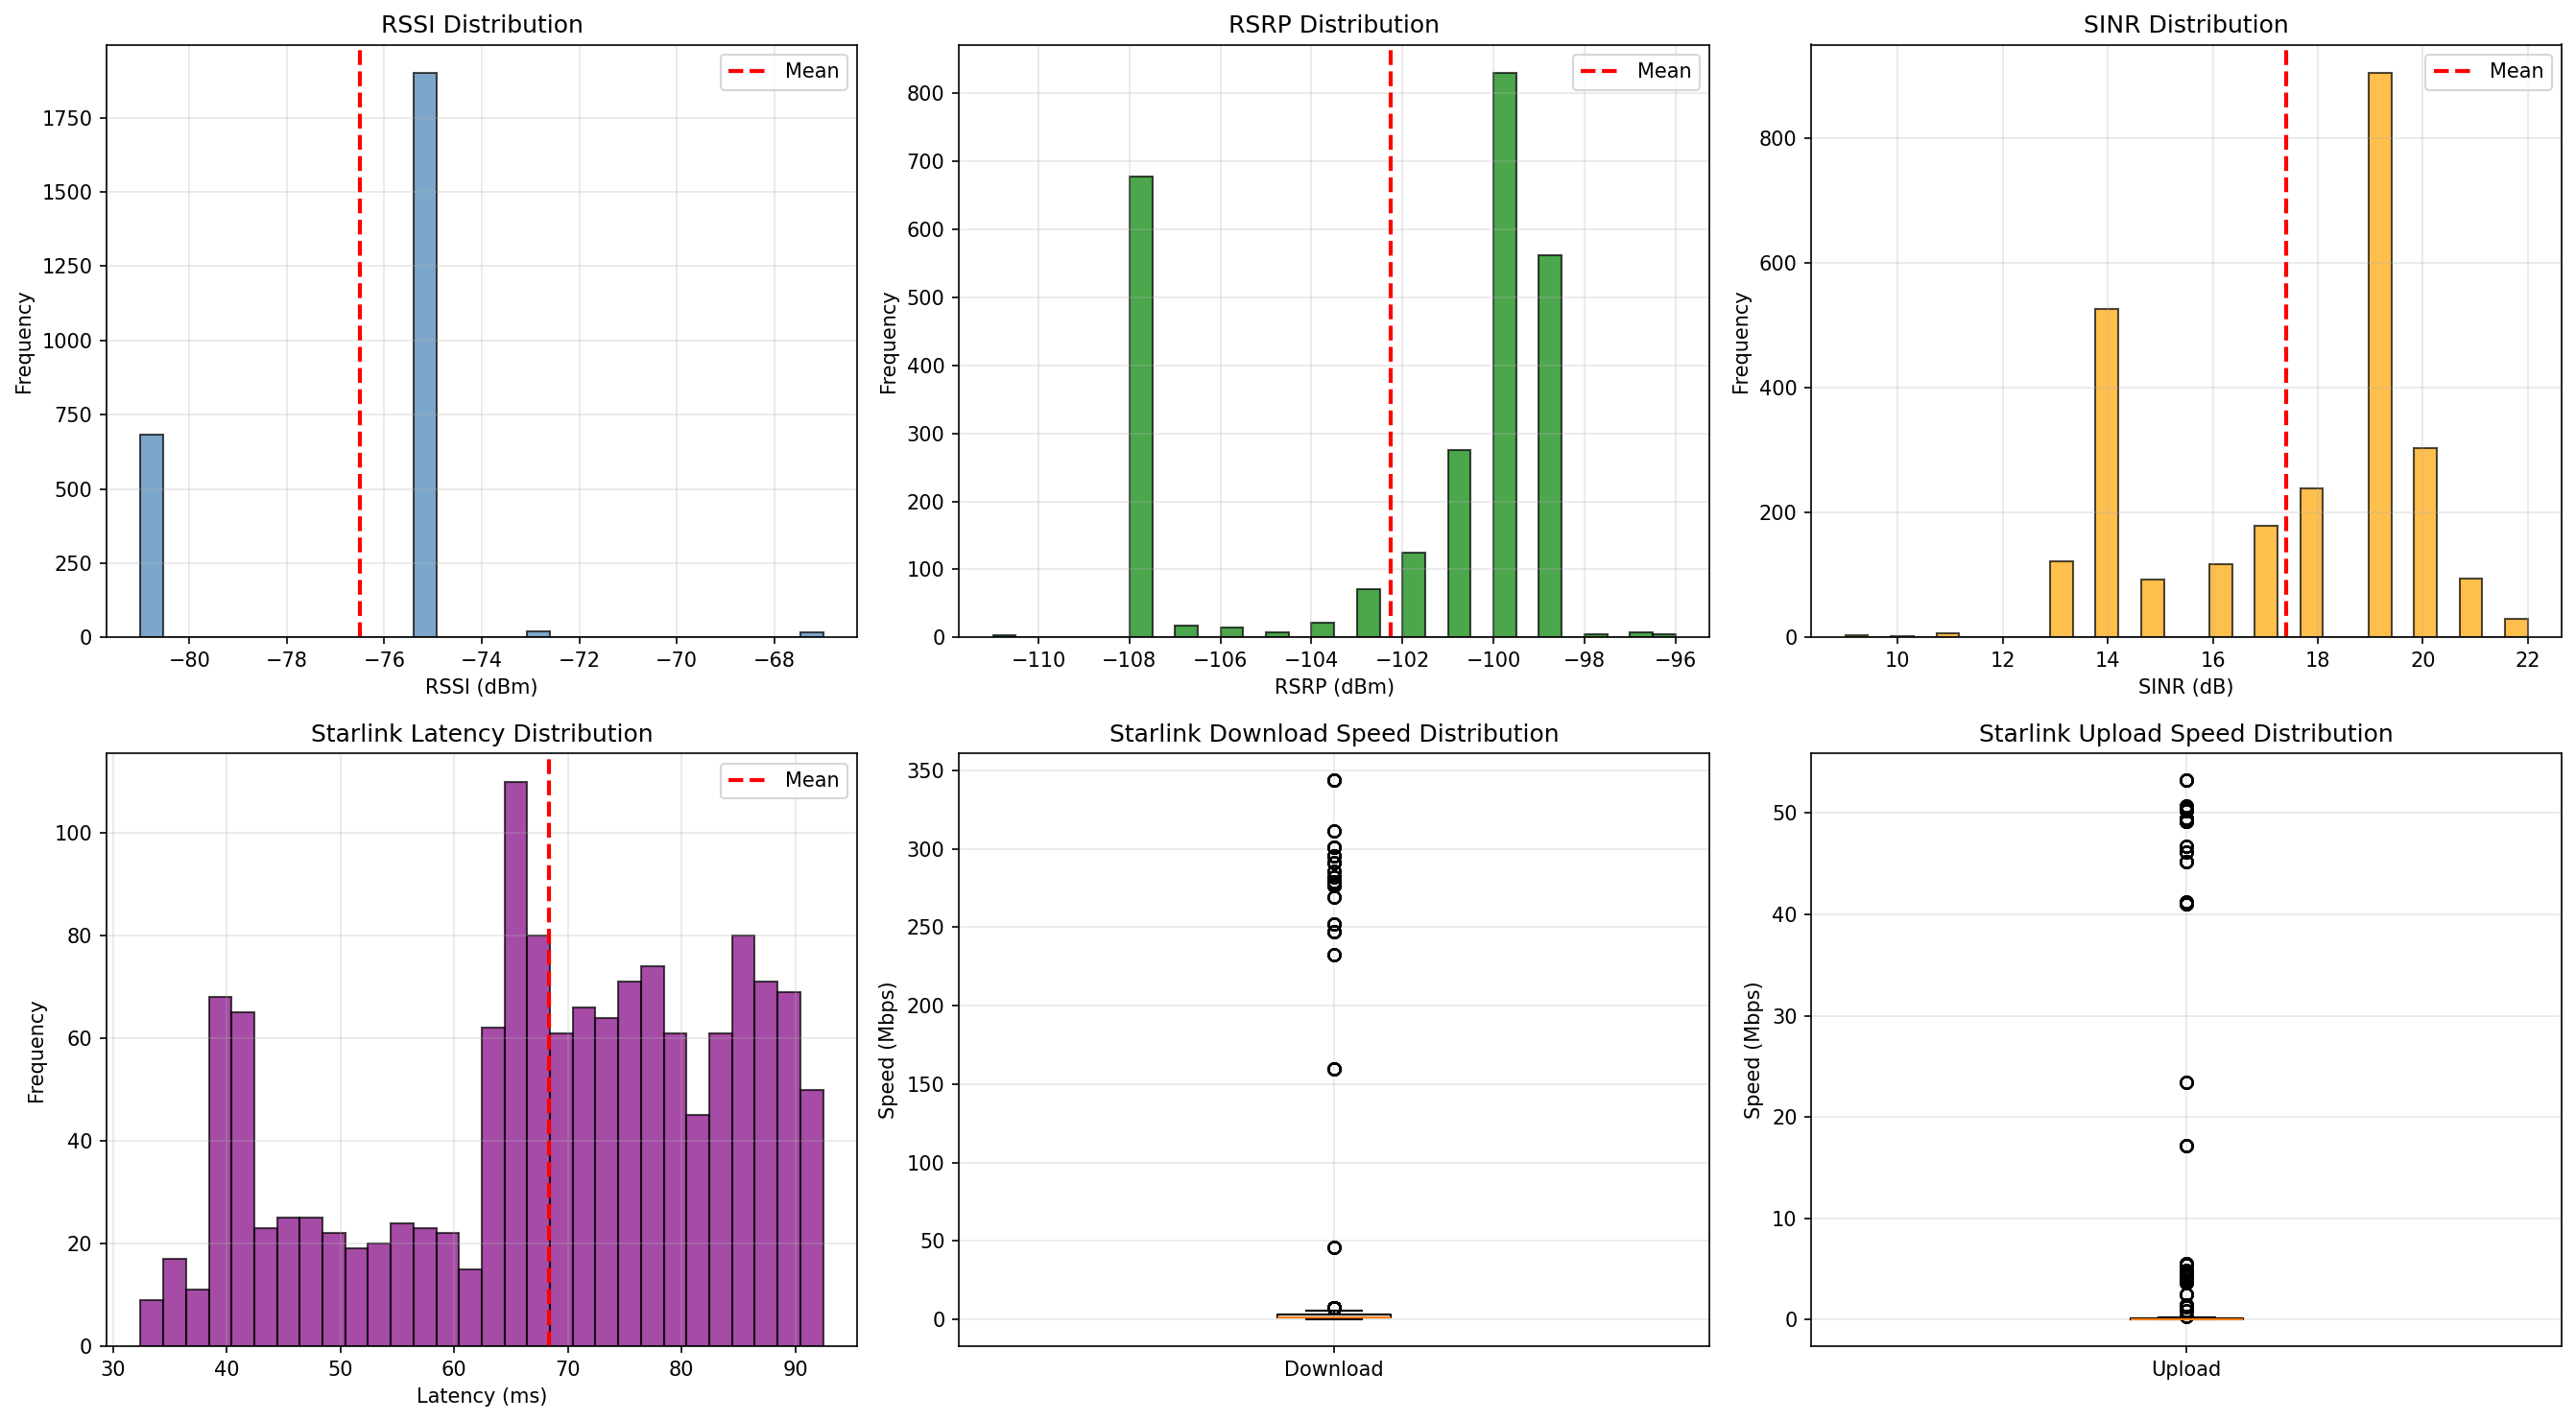 RSSI Distribution
Mean
1750
1500
1250
1000
750
500
250
0
Frequency
−80 −78 −76 −74 −72 −70 −68
RSSI (dBm)
RSRP Distribution
Mean
800
700
600
500
400
300
200
100
0
Frequency
−110 −108 −106 −104 −102 −100 −98 −96
RSRP (dBm)
SINR Distribution
Mean
800
600
400
200
0
Frequency
10 12 14 16 18 20 22
SINR (dB)
Starlink Latency Distribution
Mean
100
80
60
40
20
0
Frequency
30 40 50 60 70 80 90
Latency (ms)
Starlink Download Speed Distribution
350
300
250
200
150
100
50
0
Speed (Mbps)
Download
Starlink Upload Speed Distribution
50
40
30
20
10
0
Speed (Mbps)
Upload